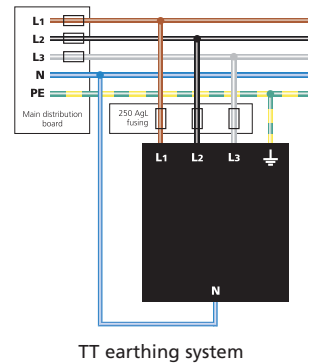 L1
L2
L3
N
PE
Main distribution
board
250 AgL
fusing
L1 L2 L3
N
TT earthing system